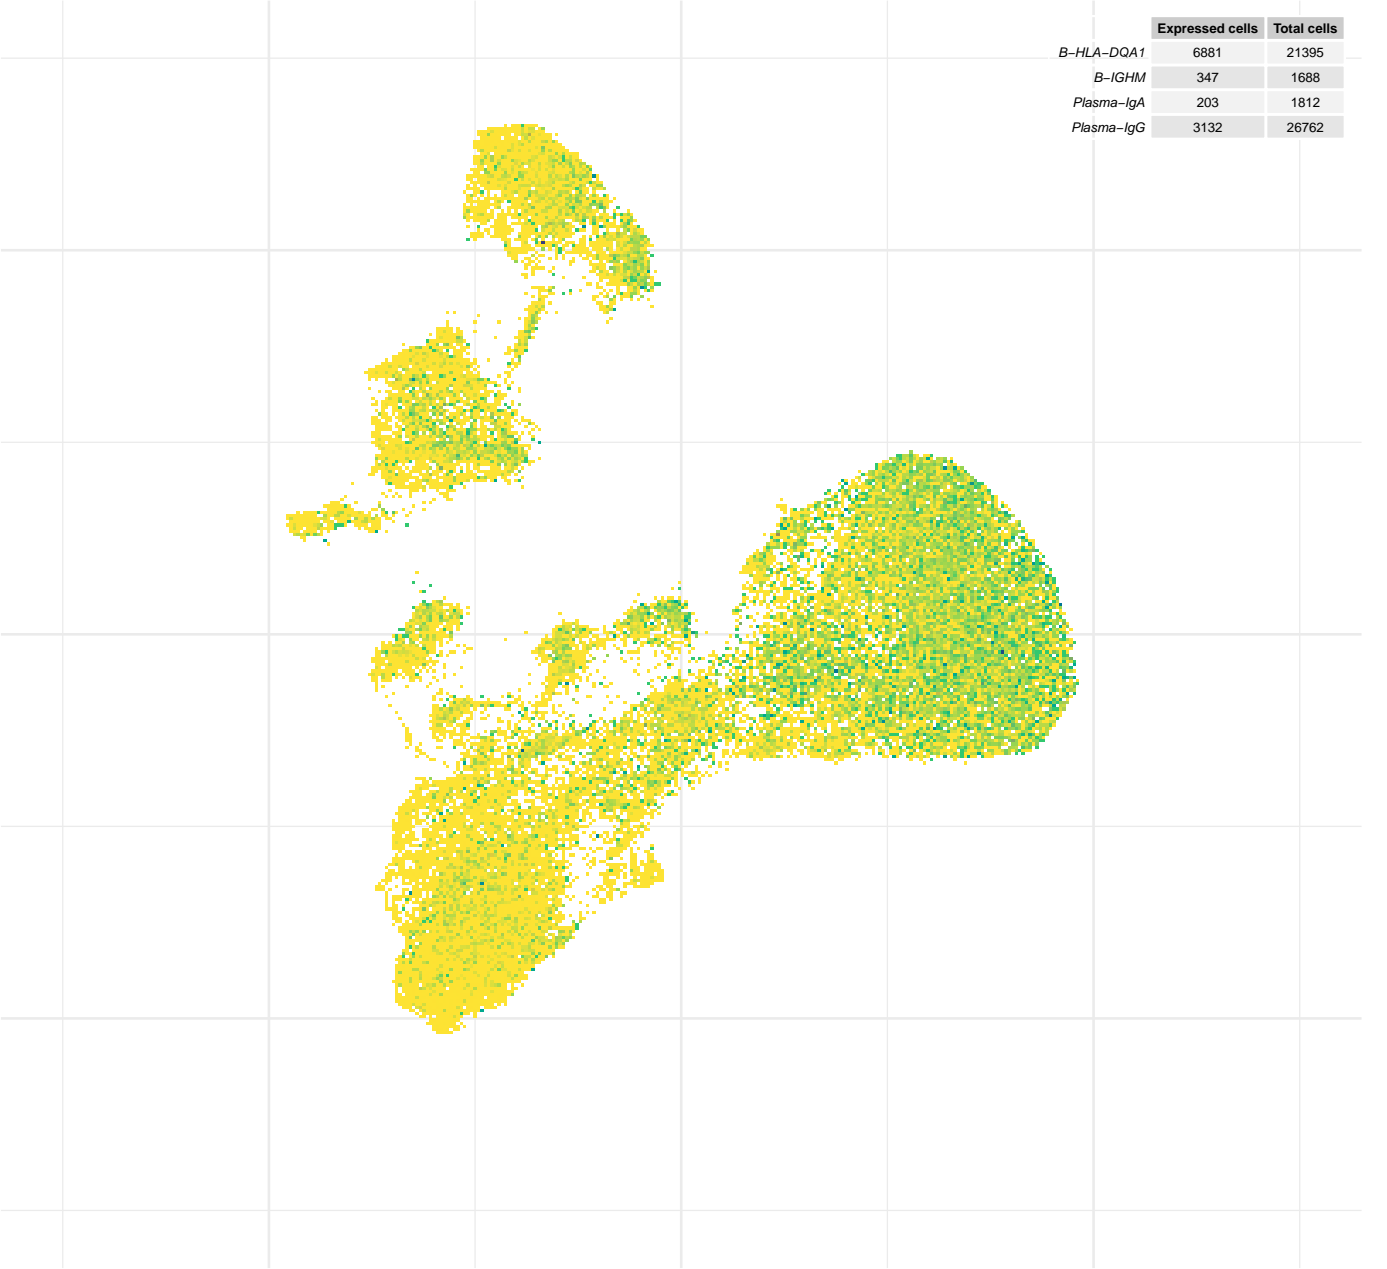 Expressed cells Total cells
B−HLA−DQA1 6881 21395
B−IGHM 347 1688
Plasma−IgA 203 1812
Plasma−IgG 3132 26762